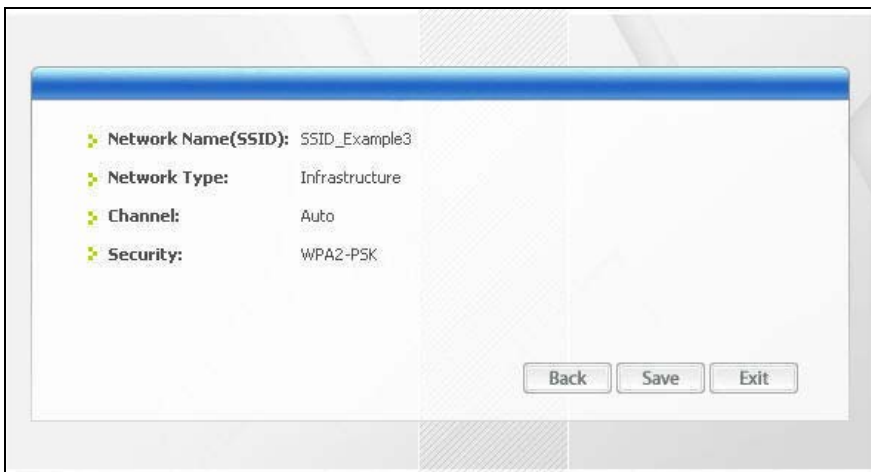 Network Name(SSID): SSID_Example3
Network Type: Infrastructure
Channel: Auto
Security: WPA2-PSK
Back Save Exit